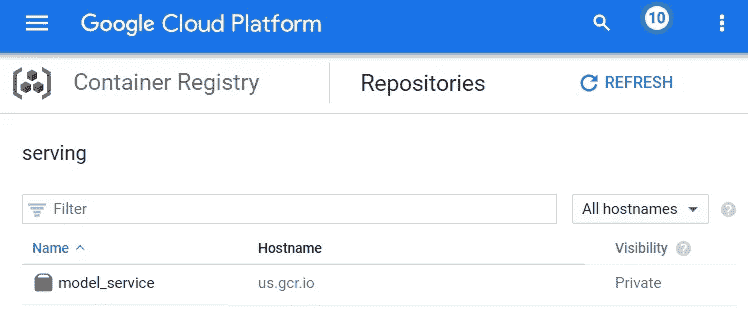 Google Cloud Platform 10
Container Registry Repositories REFRESH
serving
Filter All hostnames ?
Name Hostname Visibility ?
model_service us.gcr.io Private